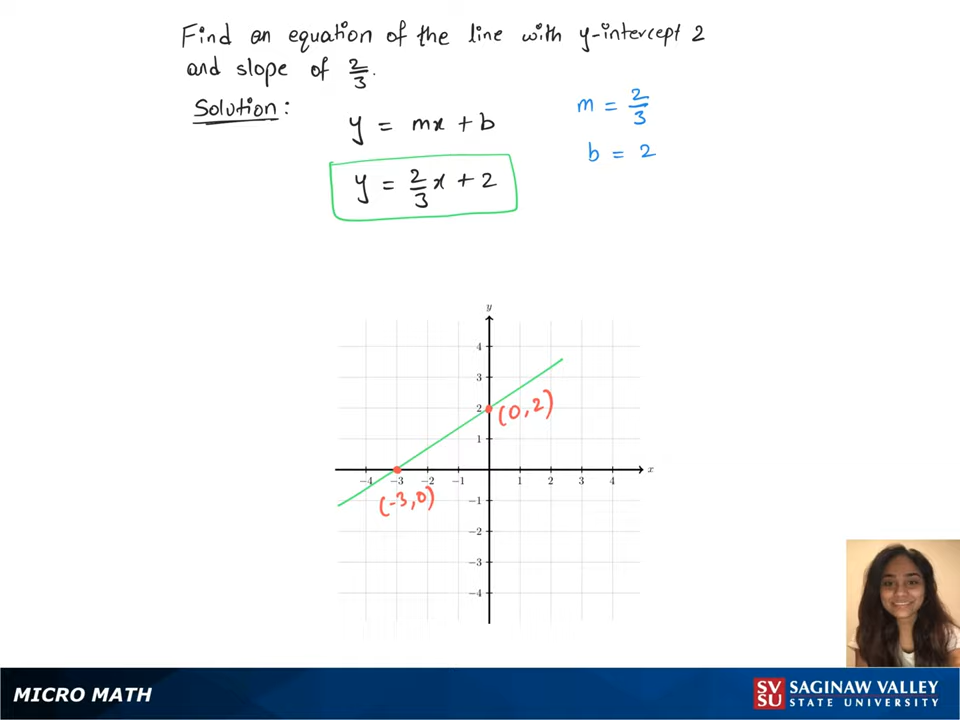 Find an equation of the line with y-intercept 2
and slope of 2/3.
Solution:
y = mx + b
m = 2/3
b = 2
y = 2/3 x + 2
y
4
3
2
(0, 2)
1
−4 −3 −2 −1 1 2 3 4 x
(-3, 0)
−1
−2
−3
−4
MICRO MATH
SV SU SAGINAW VALLEY
STATE UNIVERSITY